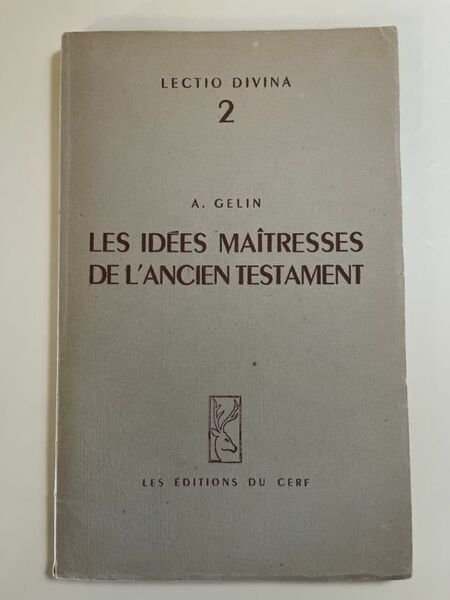 LECTIO DIVINA
2
A. GELIN
LES IDÉES MAÎTRESSES
DE L'ANCIEN TESTAMENT
LES ÉDITIONS DU CERF